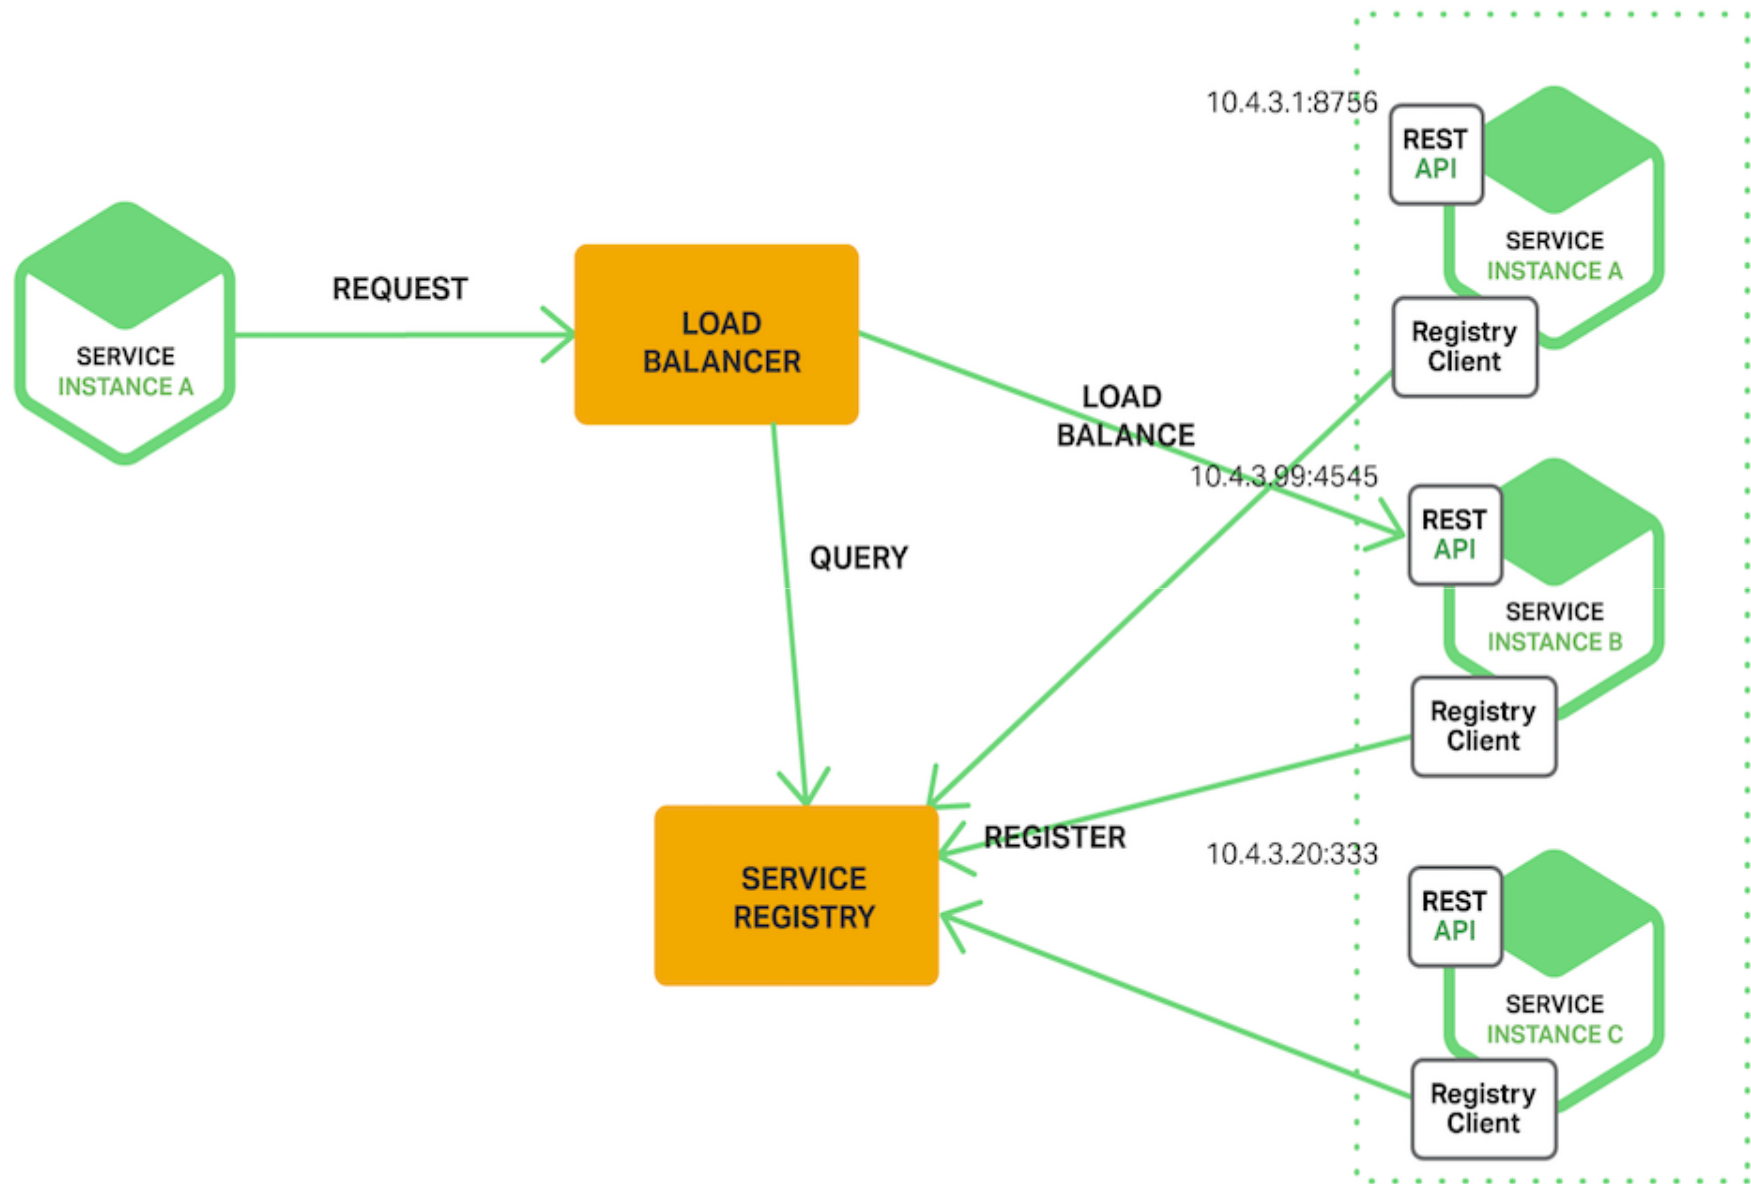 SERVICE
INSTANCE A
REQUEST
LOAD
BALANCER
QUERY
SERVICE
REGISTRY
LOAD
BALANCE
REGISTER
10.4.3.1:8756
REST
API
SERVICE
INSTANCE A
Registry
Client
10.4.3.99:4545
REST
API
SERVICE
INSTANCE B
Registry
Client
10.4.3.20:333
REST
API
SERVICE
INSTANCE C
Registry
Client